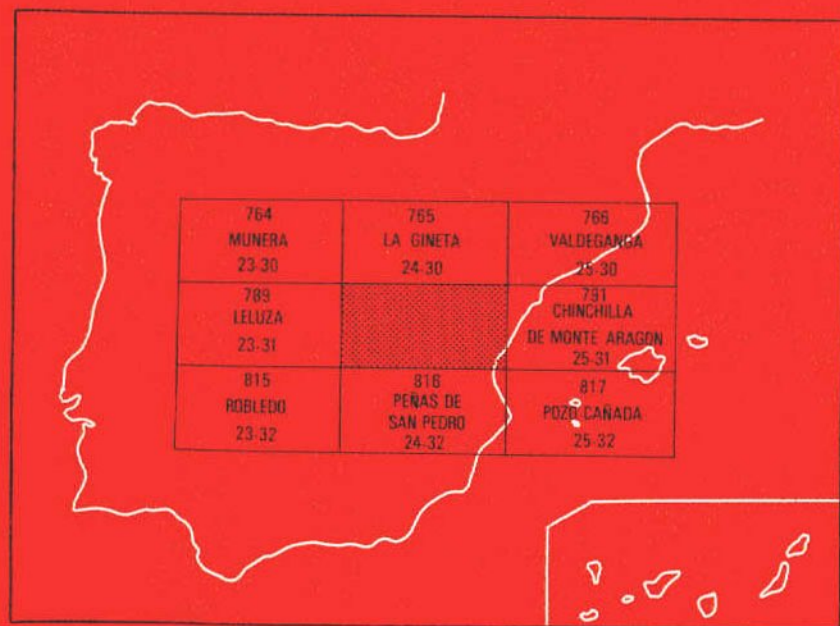 764
MUNERA
23-30
765
LA GINETA
24-30
766
VALDEGANGA
25-30
789
LELUZA
23-31
791
CHINCHILLA
DE MONTE ARAGON
25-31
815
ROBLEDO
23-32
816
PEÑAS DE
SAN PEDRO
24-32
817
POZO CAÑADA
25-32